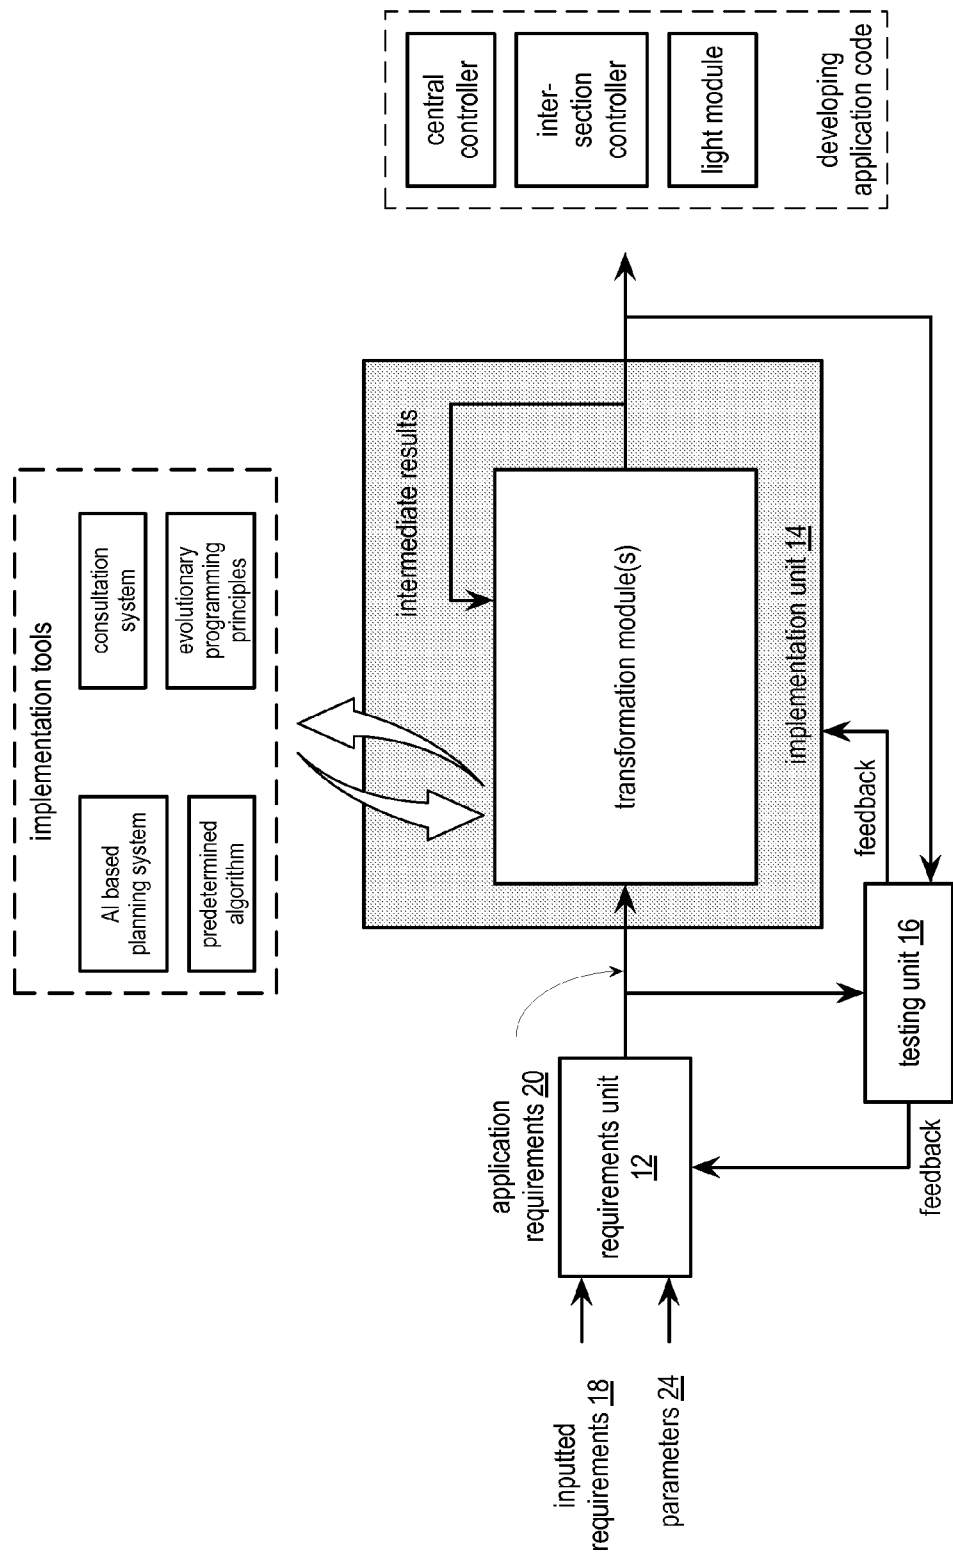 implementation tools
AI based
planning system
consultation
system
predetermined
algorithm
evolutionary
programming
principles
central
controller
inter-
section
controller
light module
developing
application code
intermediate results
transformation module(s)
implementation unit 14
application
requirements 20
requirements unit
12
inputted
requirements 18
parameters 24
feedback
testing unit 16
feedback